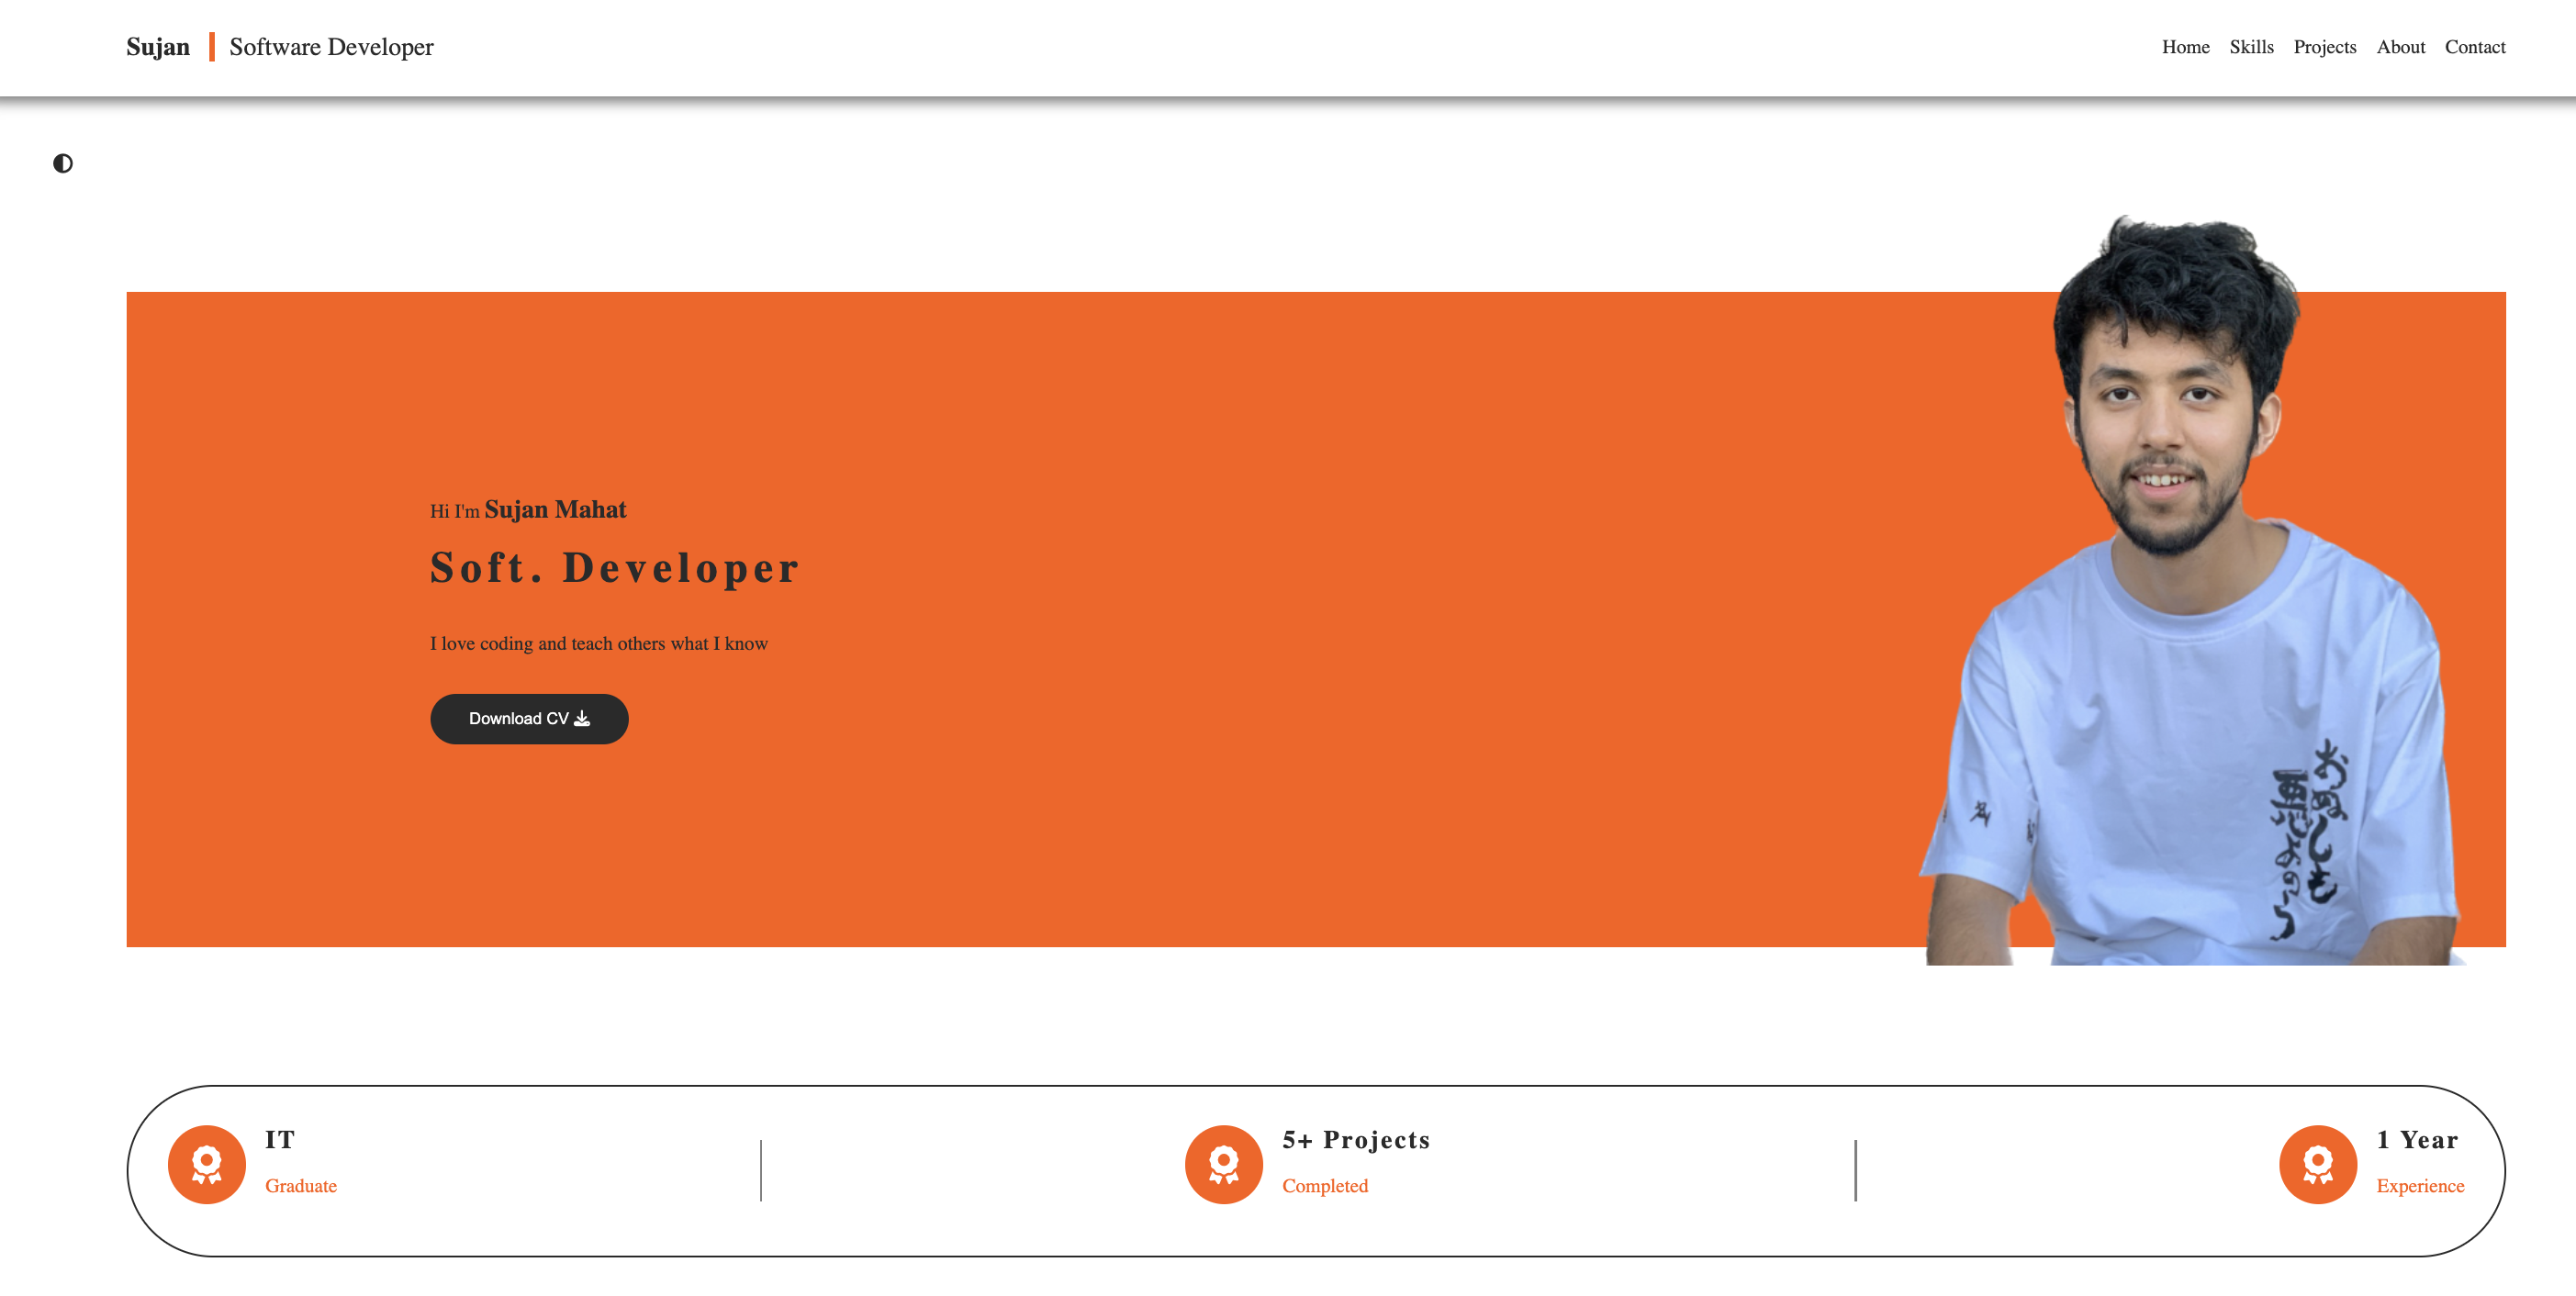 Sujan Software Developer
Home Skills Projects About Contact
Hi I'm Sujan Mahat
Soft. Developer
I love coding and teach others what I know
Download CV
IT
Graduate
5+ Projects
Completed
1 Year
Experience